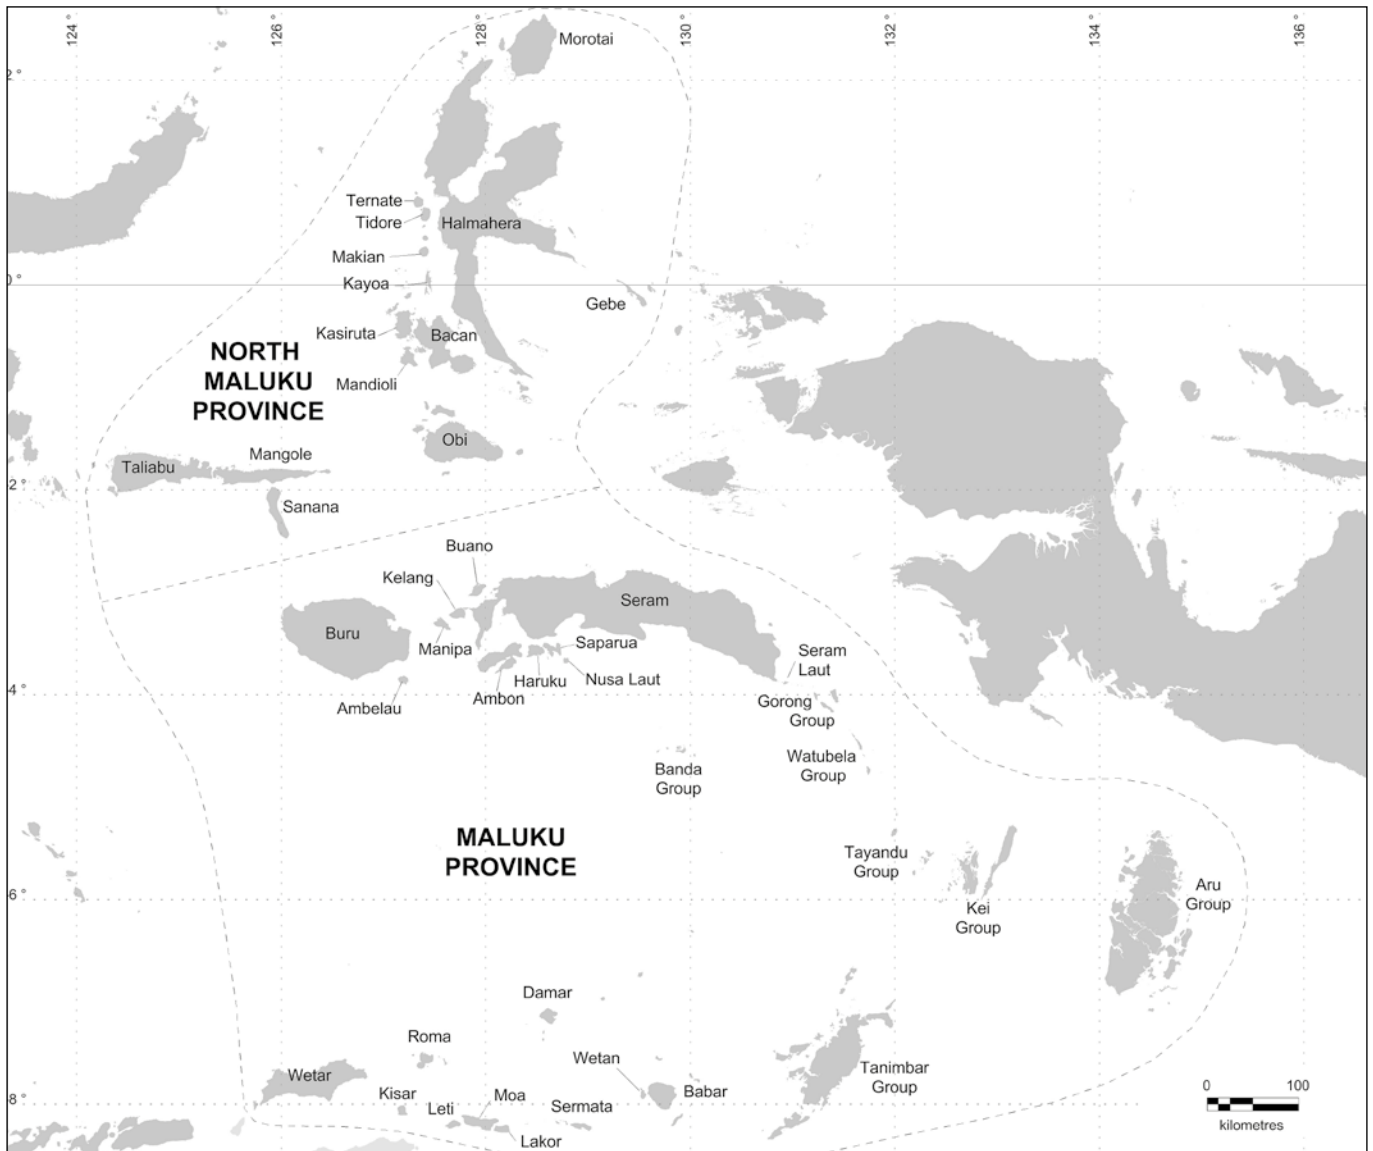 124 °
126 °
128 °
130 °
132 °
134 °
136 °
2 °
Morotai
Ternate
Tidore
Halmahera
Makian
0 °
Kayoa
Gebe
Kasiruta
Bacan
NORTH
MALUKU
PROVINCE
Mandioli
Obi
Mangole
Taliabu
2 °
Sanana
Buano
Kelang
Seram
Buru
Manipa
Saparua
Seram
Laut
Haruku
Nusa Laut
4 °
Ambon
Ambelau
Gorong
Group
Watubela
Group
Banda
Group
MALUKU
PROVINCE
Tayandu
Group
6 °
Kei
Group
Aru
Group
Damar
Roma
Wetan
Wetar
Tanimbar
Group
Kisar
Moa
Babar
8 °
Leti
Sermata
Lakor
0
100
kilometres